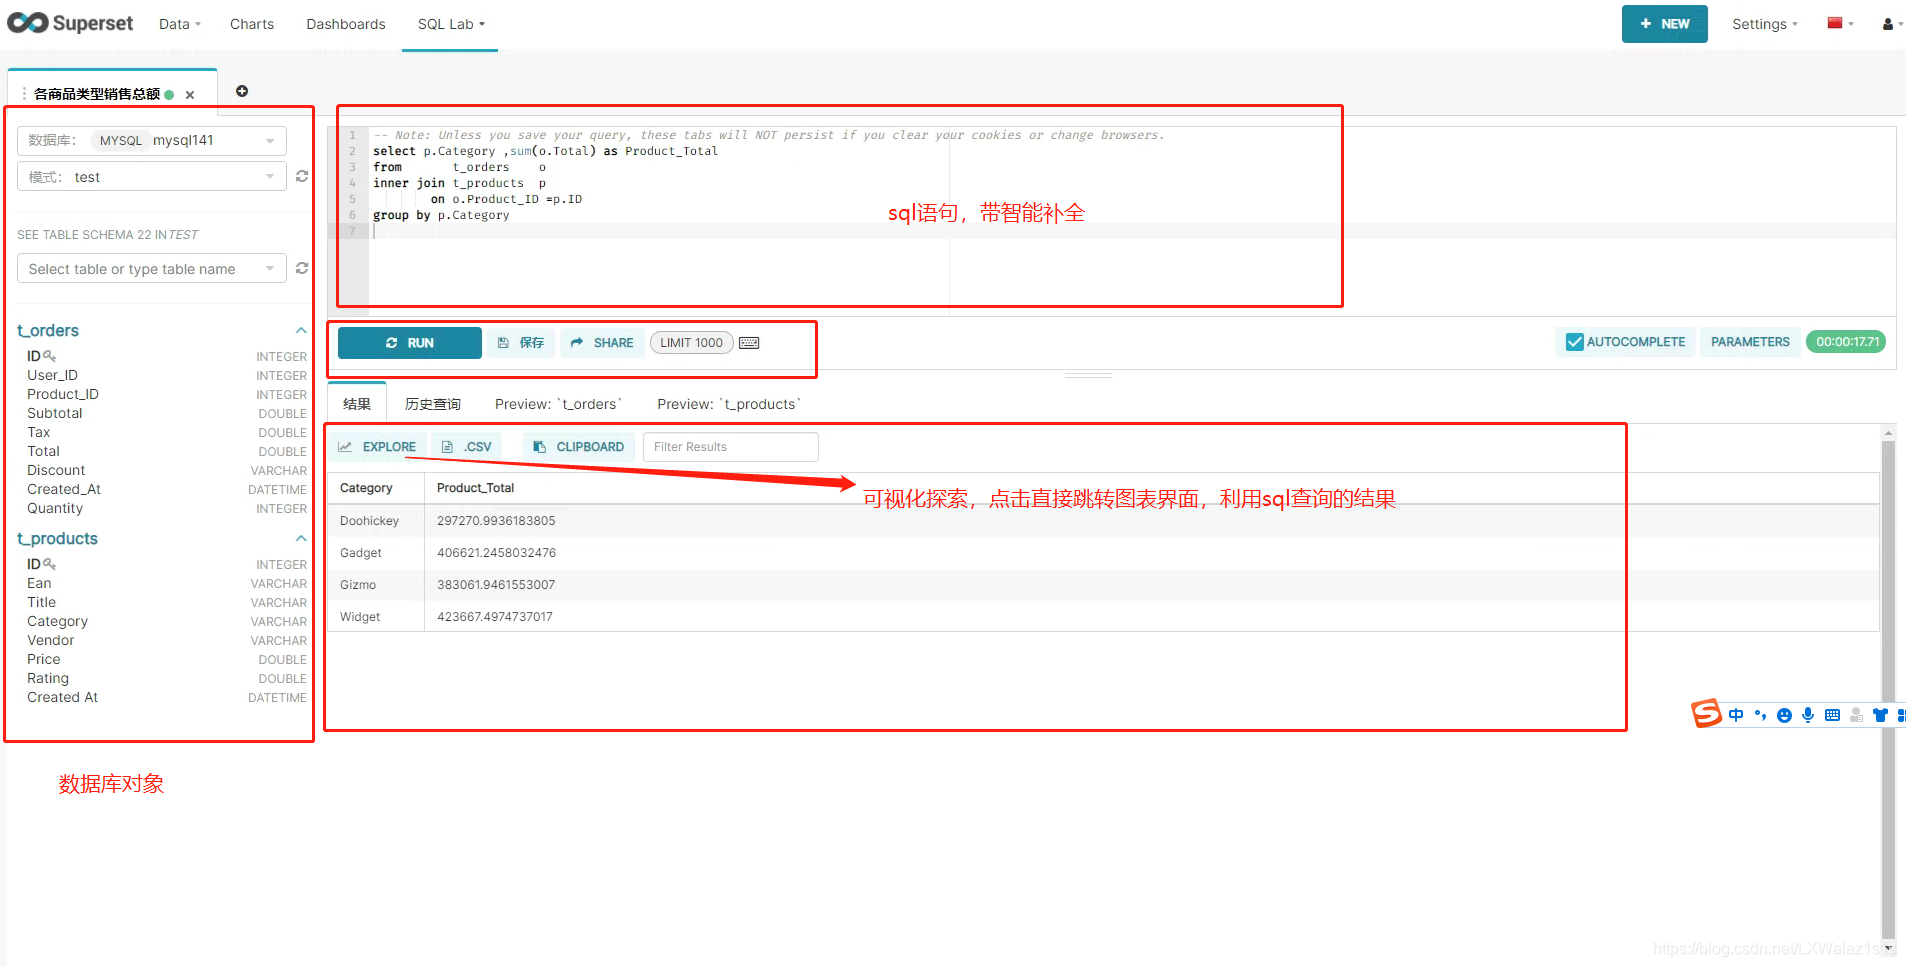 Superset Data Charts Dashboards SQL Lab + NEW Settings
各商品类型销售总额
数据库： MYSQL mysql141
模式： test
SEE TABLE SCHEMA 22 IN TEST
Select table or type table name
t_orders
ID INTEGER
User_ID INTEGER
Product_ID INTEGER
Subtotal DOUBLE
Tax DOUBLE
Total DOUBLE
Discount VARCHAR
Created_At DATETIME
Quantity INTEGER
t_products
ID INTEGER
Ean VARCHAR
Title VARCHAR
Category VARCHAR
Vendor VARCHAR
Price DOUBLE
Rating DOUBLE
Created At DATETIME
数据库对象
1 -- Note: Unless you save your query, these tabs will NOT persist if you clear your cookies or change browsers.
2 select p.Category ,sum(o.Total) as Product_Total
3 from t_orders o
4 inner join t_products p
5 on o.Product_ID =p.ID
6 group by p.Category
7
sql语句，带智能补全
RUN 保存 SHARE LIMIT 1000 AUTOCOMPLETE PARAMETERS 00:00:17.71
结果 历史查询 Preview: `t_orders` Preview: `t_products`
EXPLORE .CSV CLIPBOARD Filter Results
Category Product_Total
可视化探索，点击直接跳转图表界面，利用sql查询的结果
Doohickey 297270.9936183805
Gadget 406621.2458032476
Gizmo 383061.9461553007
Widget 423667.4974737017
中